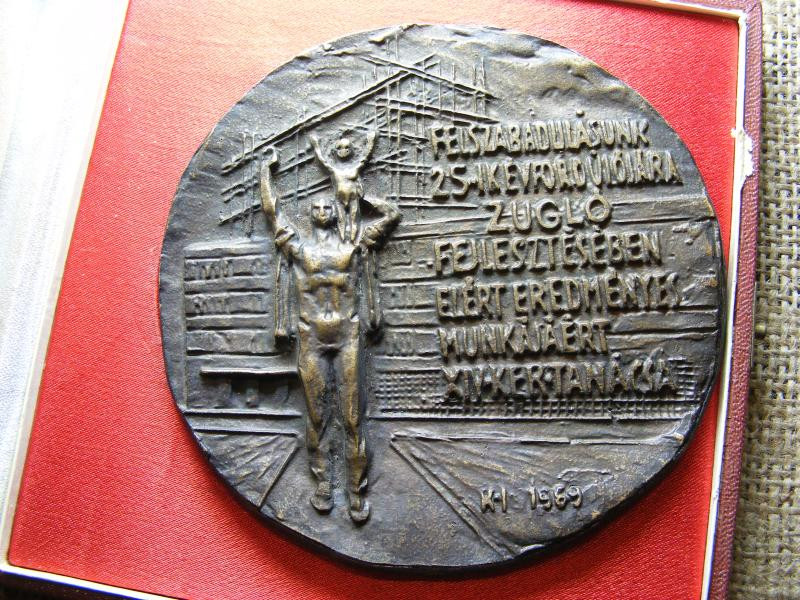 FELSZABADULÁSUNK
25-IK ÉVFORDULÓJÁRA
ZUGLÓ
FEJLESZTÉSÉBEN
ELÉRT EREDMÉNYES
MUNKÁJÁÉRT
XIV·KER·TANÁCSA
K·I 1969